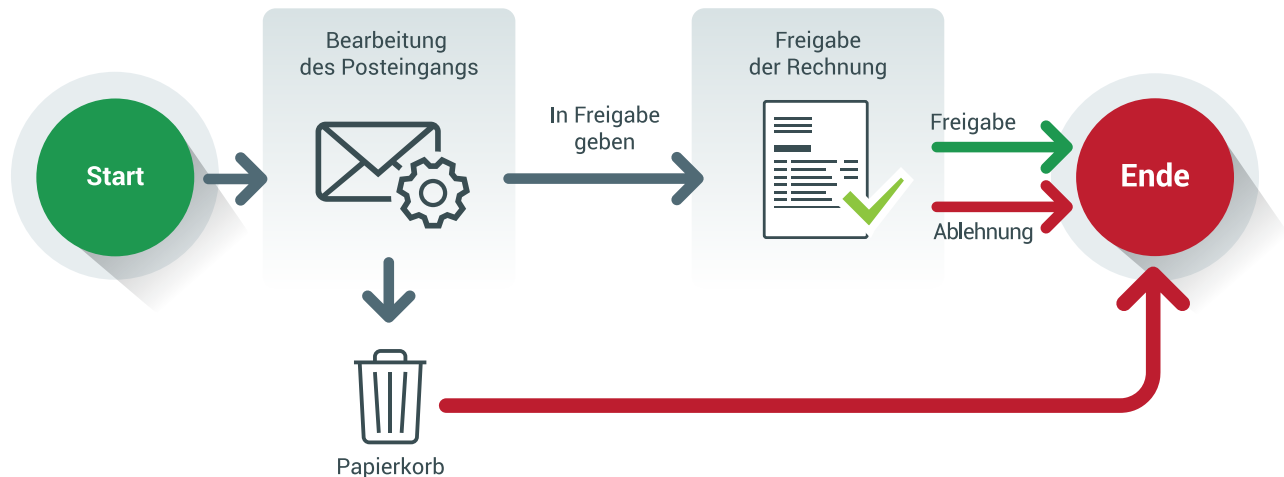 Bearbeitung
des Posteingangs
Freigabe
der Rechnung
In Freigabe
geben
Freigabe
Start
Ende
Ablehnung
Papierkorb